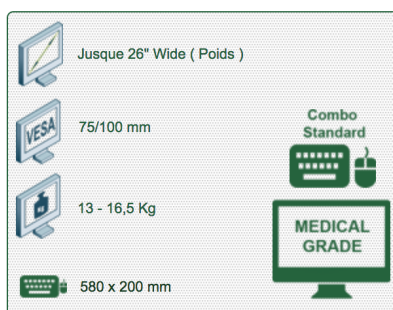 Jusque 26" Wide ( Poids )
VESA
75/100 mm
KG
13 - 16,5 Kg
580 x 200 mm
Combo
Standard
MEDICAL
GRADE